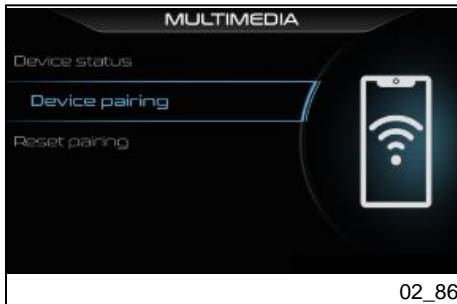 MULTIMEDIA
Device status
Device pairing
Reset pairing
02_86